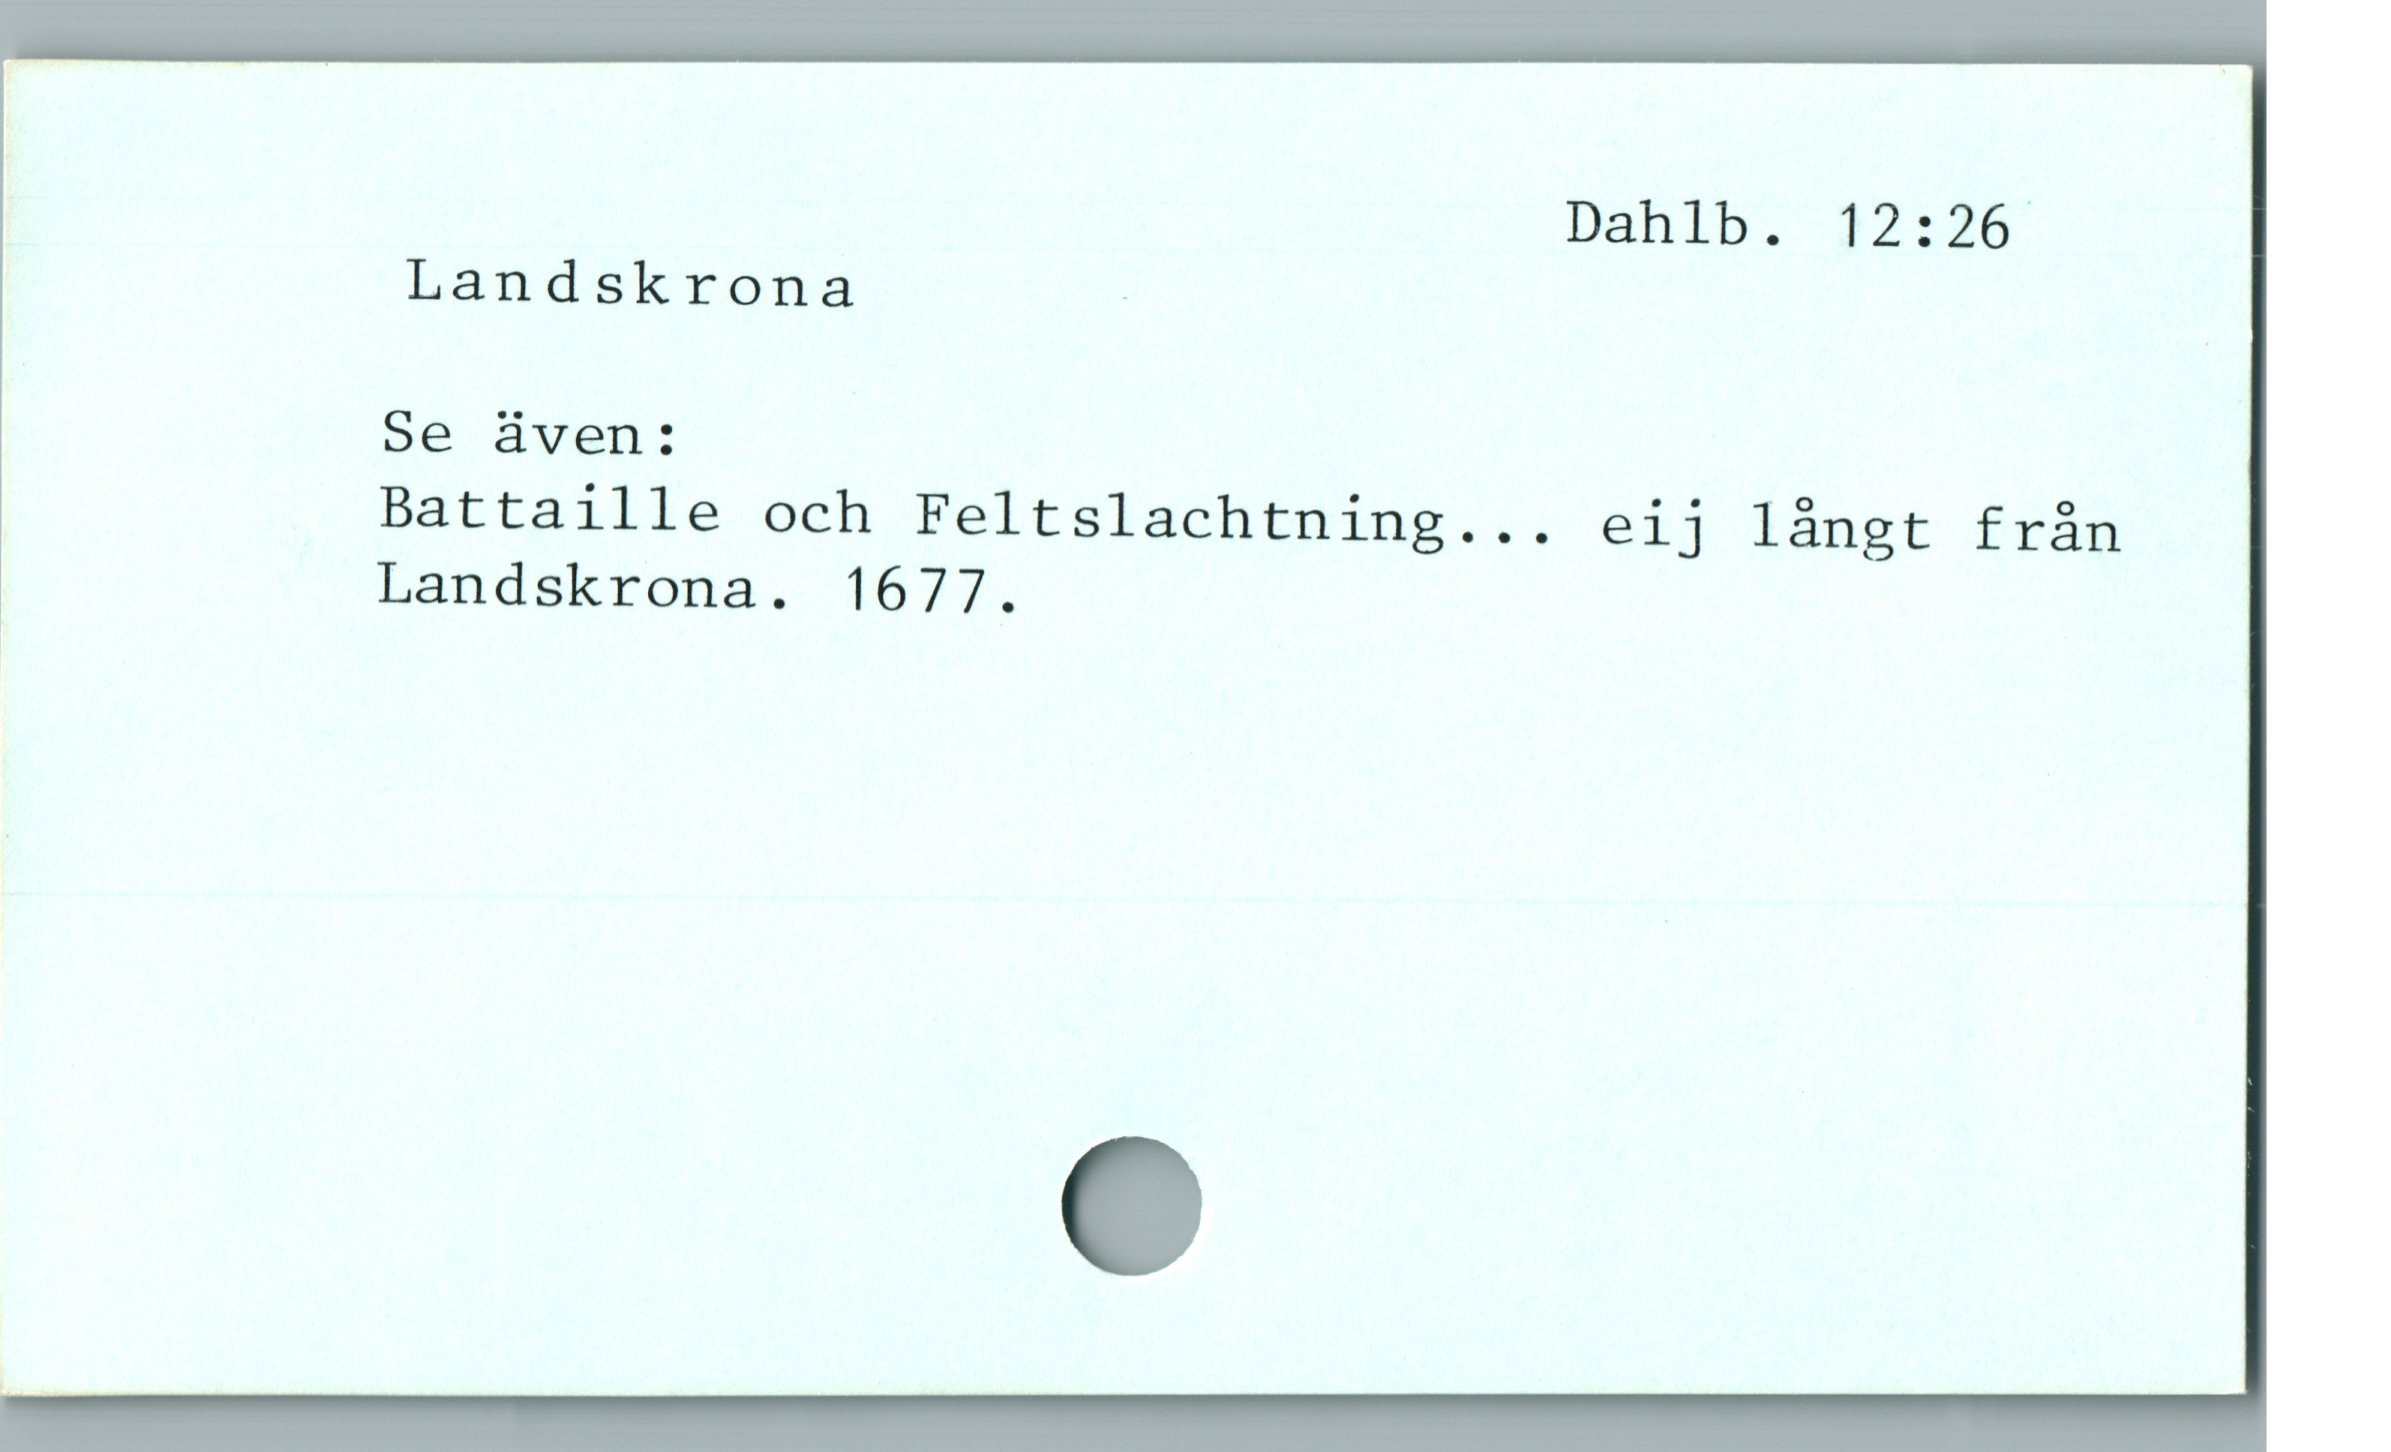 Dahlb. 12:26
Landskrona
Se även:
Battaille och Feltslachtning... eij långt från
Landskrona. 1677.